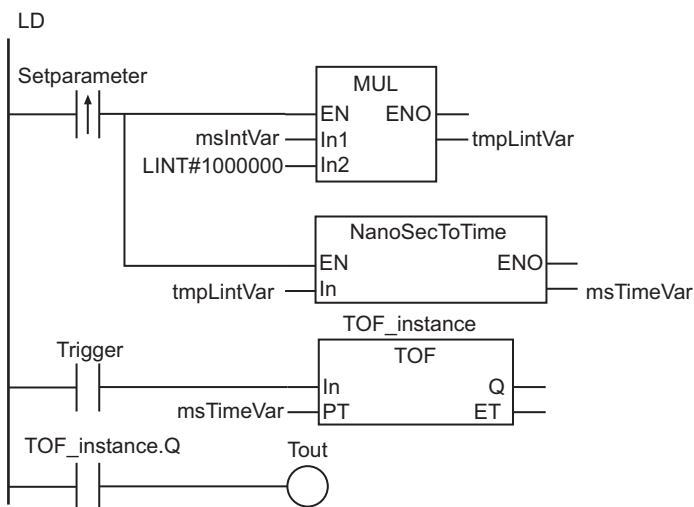 LD
Setparameter
MUL
EN ENO
msIntVar In1 tmpLintVar
LINT#1000000 In2
NanoSecToTime
EN ENO
tmpLintVar In msTimeVar
TOF_instance
Trigger TOF
In Q
msTimeVar PT ET
TOF_instance.Q Tout